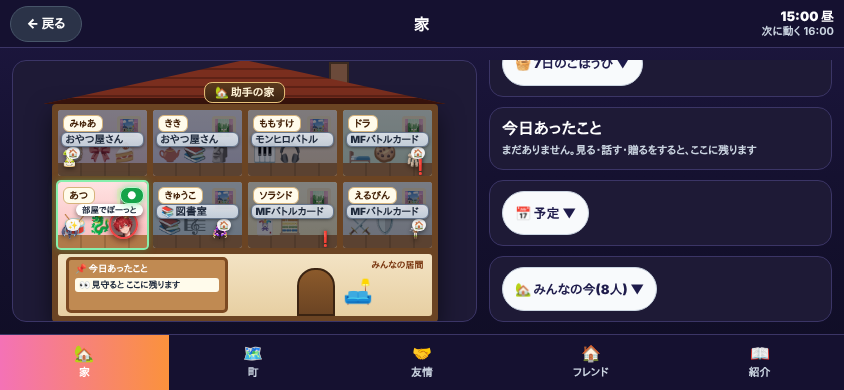 ← 戻る
家
15:00 昼
次に動く 16:00
助手の家
みゅあ
おやつ屋さん
きき
おやつ屋さん
ももすけ
モンヒロバトル
ドラ
MFバトルカード
あつ
部屋でぼーっと
きゅうこ
図書室
ソラシド
MFバトルカード
えるぴん
MFバトルカード
今日あったこと
見守ると ここに残ります
みんなの居間
7日のごほうび ▼
今日あったこと
まだありません。見る・話す・贈るをすると、ここに残ります
予定 ▼
みんなの今(8人) ▼
家
町
友情
フレンド
紹介